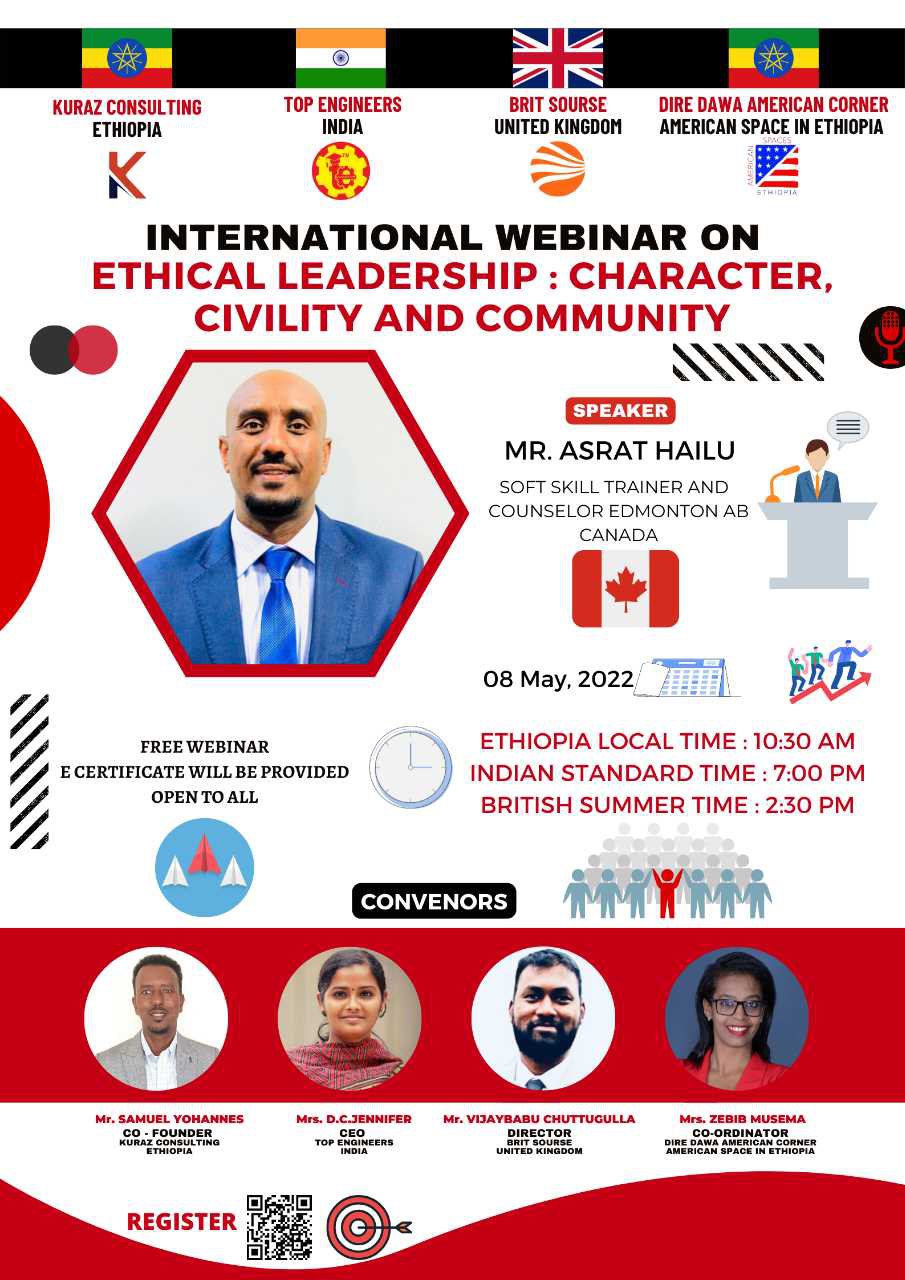 KURAZ CONSULTING
ETHIOPIA
TOP ENGINEERS
INDIA
BRIT SOURSE
UNITED KINGDOM
DIRE DAWA AMERICAN CORNER
AMERICAN SPACE IN ETHIOPIA
AMERICAN
SPACES
ETHIOPIA
INTERNATIONAL WEBINAR ON
ETHICAL LEADERSHIP : CHARACTER,
CIVILITY AND COMMUNITY
SPEAKER
MR. ASRAT HAILU
SOFT SKILL TRAINER AND
COUNSELOR EDMONTON AB
CANADA
08 May, 2022
FREE WEBINAR
E CERTIFICATE WILL BE PROVIDED
OPEN TO ALL
ETHIOPIA LOCAL TIME : 10:30 AM
INDIAN STANDARD TIME : 7:00 PM
BRITISH SUMMER TIME : 2:30 PM
CONVENORS
Mr. SAMUEL YOHANNES
CO - FOUNDER
KURAZ CONSULTING
ETHIOPIA
Mrs. D.C.JENNIFER
CEO
TOP ENGINEERS
INDIA
Mr. VIJAYBABU CHUTTUGULLA
DIRECTOR
BRIT SOURSE
UNITED KINGDOM
Mrs. ZEBIB MUSEMA
CO-ORDINATOR
DIRE DAWA AMERICAN CORNER
AMERICAN SPACE IN ETHIOPIA
REGISTER